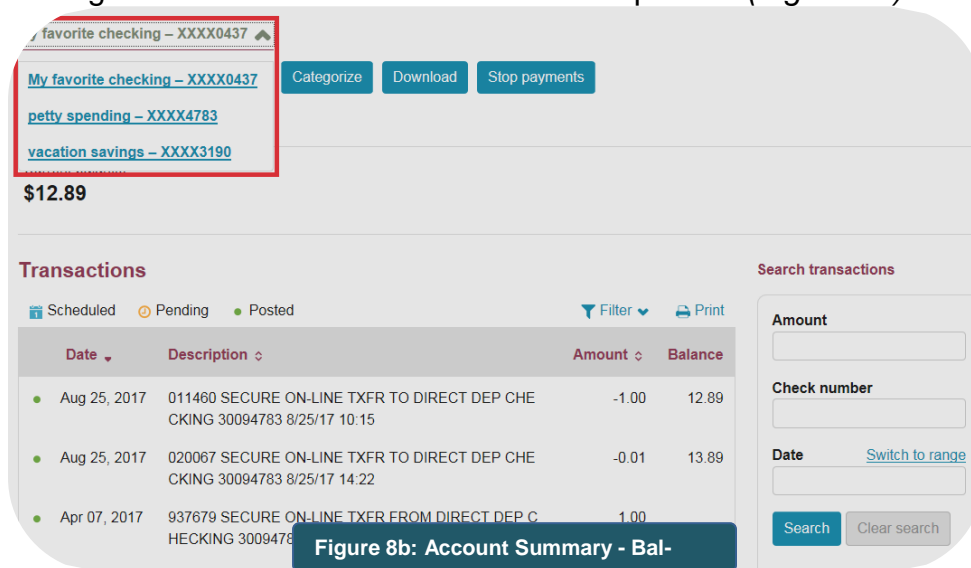 y favorite checking – XXXX0437
My favorite checking – XXXX0437
Categorize Download Stop payments
petty spending – XXXX4783
vacation savings – XXXX3190
$12.89
Transactions
Search transactions
Scheduled Pending Posted Filter Print
Amount
Date Description Amount Balance
Check number
Aug 25, 2017 011460 SECURE ON-LINE TXFR TO DIRECT DEP CHE -1.00 12.89
CKING 30094783 8/25/17 10:15
Date Switch to range
Aug 25, 2017 020067 SECURE ON-LINE TXFR TO DIRECT DEP CHE -0.01 13.89
CKING 30094783 8/25/17 14:22
Apr 07, 2017 937679 SECURE ON-LINE TXFR FROM DIRECT DEP C 1.00
Search Clear search
HECKING 3009478
Figure 8b: Account Summary - Bal-